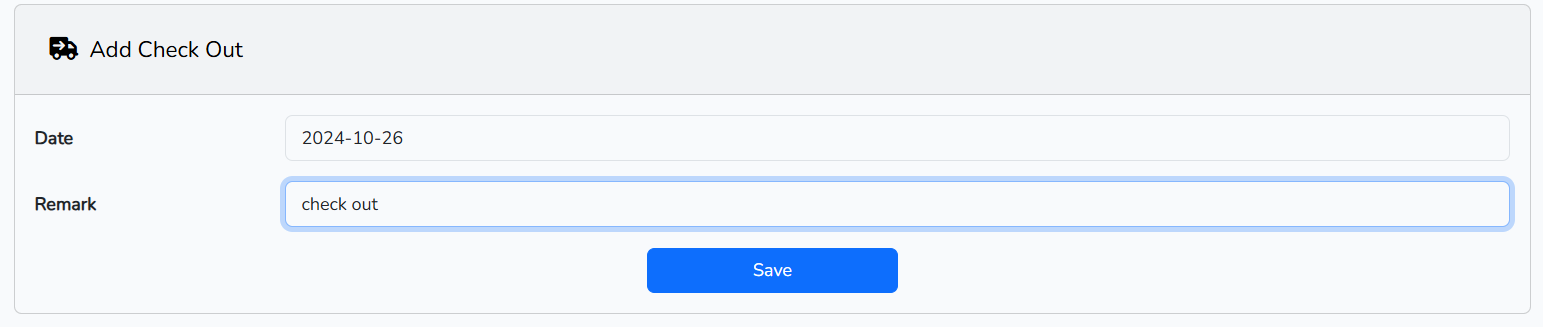 Add Check Out
Date
2024-10-26
Remark
check out
Save